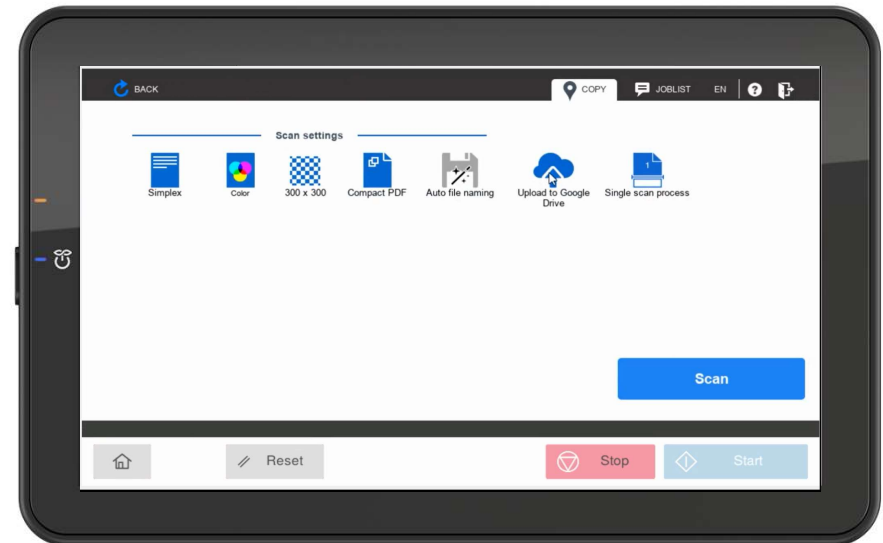 BACK
COPY
JOBLIST
EN
?
Scan settings
Simplex
Color
300 x 300
Compact PDF
Auto file naming
Upload to Google
Drive
1
Single scan process
Scan
Reset
Stop
Start